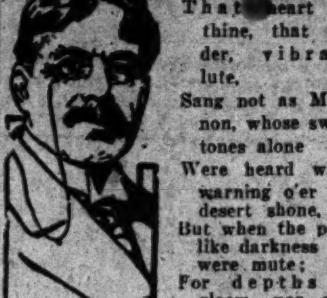 That heart
thine, that
der, vibra
lute,
Sang not as M
non, whose sw
tones alone
Were heard w
warning o'er
desert shone,
But when the p
like darkness
were mute;
For depths